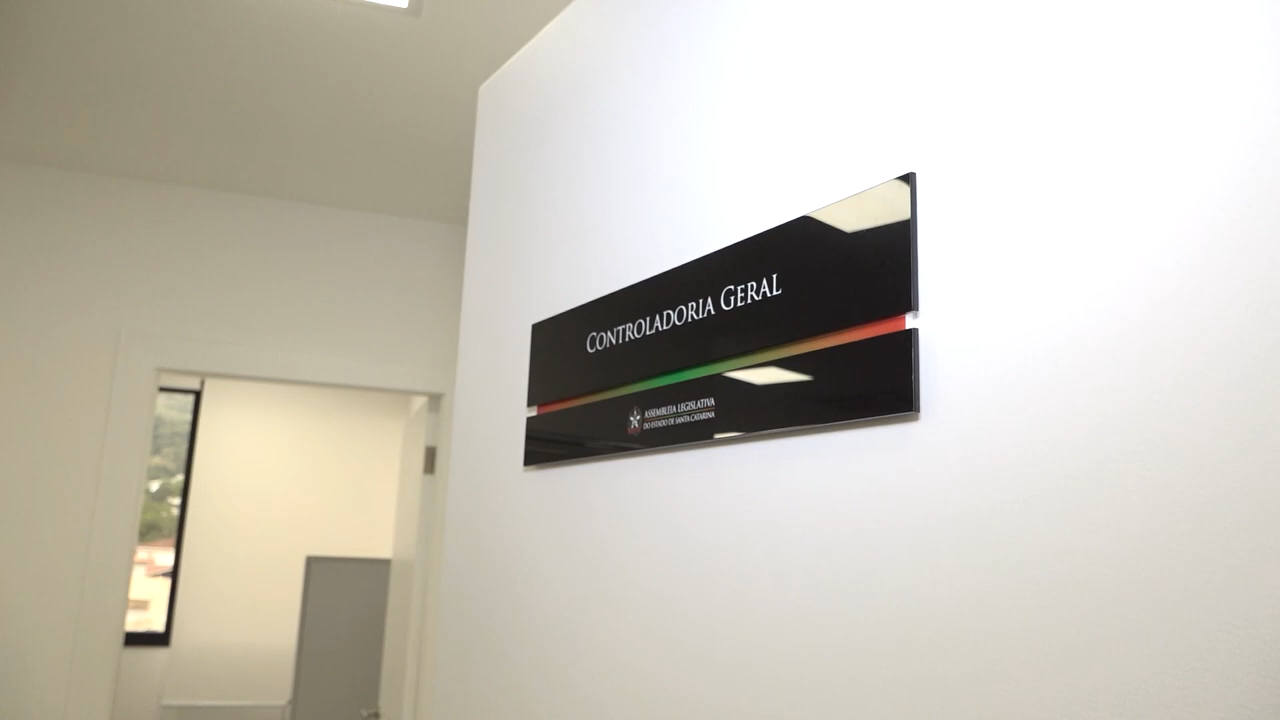 CONTROLADORIA GERAL
ASSEMBLEIA LEGISLATIVA
DO ESTADO DE SANTA CATARINA